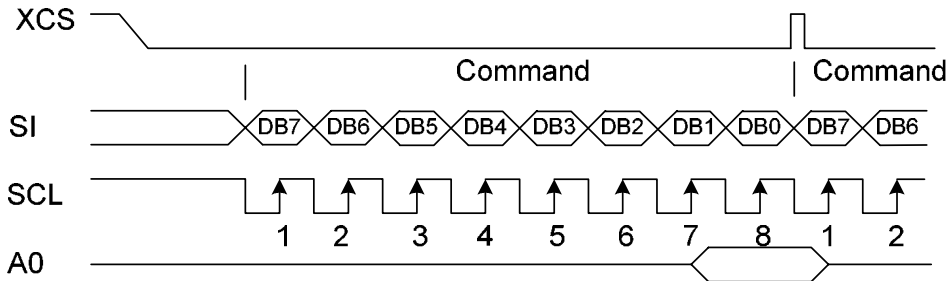 XCS
Command Command
SI DB7 DB6 DB5 DB4 DB3 DB2 DB1 DB0 DB7 DB6
SCL
1 2 3 4 5 6 7 8 1 2
A0